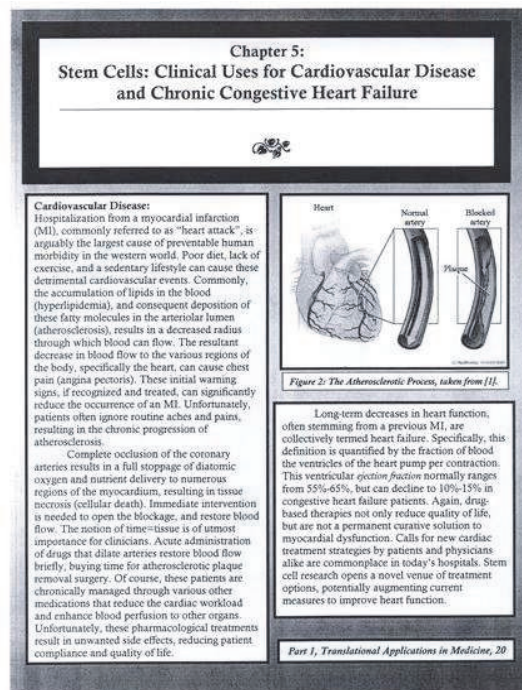 Chapter 5:
Stem Cells: Clinical Uses for Cardiovascular Disease
and Chronic Congestive Heart Failure
Cardiovascular Disease:
Hospitalization from a myocardial infarction
(MI), commonly referred to as "heart attack", is
arguably the largest cause of preventable human
morbidity in the western world. Poor diet, lack of
exercise, and a sedentary lifestyle can cause these
detrimental cardiovascular events. Commonly,
the accumulation of lipids in the blood
(hyperlipidemia), and consequent deposition of
these fatty molecules in the arteriolar lumen
(atherosclerosis), results in a decreased radius
through which blood can flow. The resultant
decrease in blood flow to the various regions of
the body, specifically the heart, can cause chest
pain (angina pectoris). These initial warning
signs, if recognized and treated, can significantly
reduce the occurrence of an MI. Unfortunately,
patients often ignore routine aches and pains,
resulting in the chronic progression of
atherosclerosis.
Complete occlusion of the coronary
arteries results in a full stoppage of diatomic
oxygen and nutrient delivery to numerous
regions of the myocardium, resulting in tissue
necrosis (cellular death). Immediate intervention
is needed to open the blockage, and restore blood
flow. The notion of time=tissue is of utmost
importance for clinicians. Acute administration
of drugs that dilate arteries restore blood flow
briefly, buying time for atherosclerotic plaque
removal surgery. Of course, these patients are
chronically managed through various other
medications that reduce the cardiac workload
and enhance blood perfusion to other organs.
Unfortunately, these pharmacological treatments
result in unwanted side effects, reducing patient
compliance and quality of life.
Heart
Normal
artery
Blocked
artery
Plaque
Figure 2: The Atherosclerotic Process, taken from [1].
Long-term decreases in heart function,
often stemming from a previous MI, are
collectively termed heart failure. Specifically, this
definition is quantified by the fraction of blood
the ventricles of the heart pump per contraction.
This ventricular ejection fraction normally ranges
from 55%-65%, but can decline to 10%-15% in
congestive heart failure patients. Again, drug-
based therapies not only reduce quality of life,
but are not a permanent curative solution to
myocardial dysfunction. Calls for new cardiac
treatment strategies by patients and physicians
alike are commonplace in today's hospitals. Stem
cell research opens a novel venue of treatment
options, potentially augmenting current
measures to improve heart function.
Part 1, Translational Applications in Medicine, 20